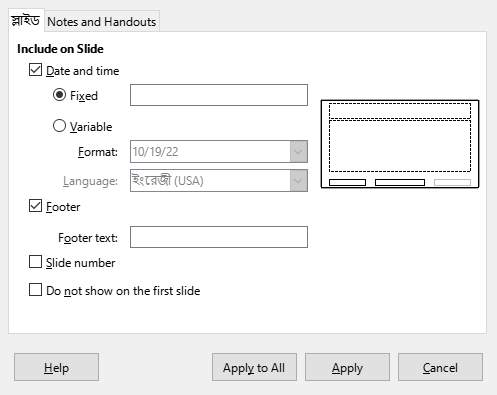 স্লাইড Notes and Handouts
Include on Slide
Date and time
Fixed
Variable
Format: 10/19/22
Language: ইংরেজী (USA)
Footer
Footer text:
Slide number
Do not show on the first slide
Help Apply to All Apply Cancel